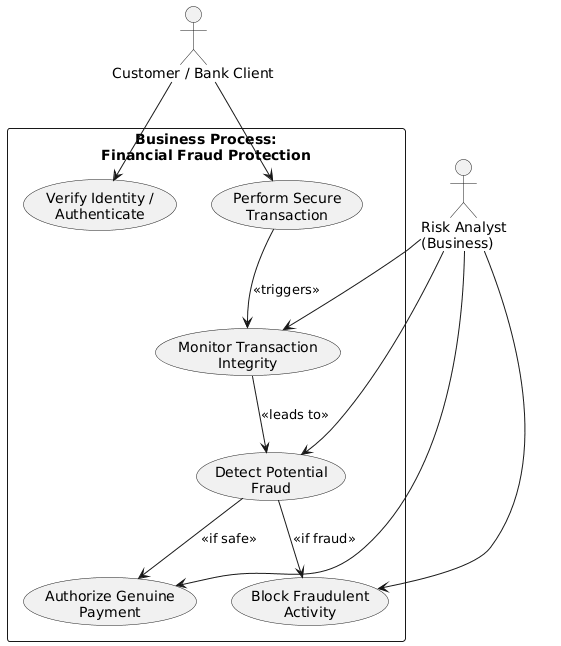 Customer / Bank Client
Business Process:
Financial Fraud Protection
Verify Identity /
Authenticate
Perform Secure
Transaction
Risk Analyst
(Business)
«triggers»
Monitor Transaction
Integrity
«leads to»
Detect Potential
Fraud
«if safe»
«if fraud»
Authorize Genuine
Payment
Block Fraudulent
Activity